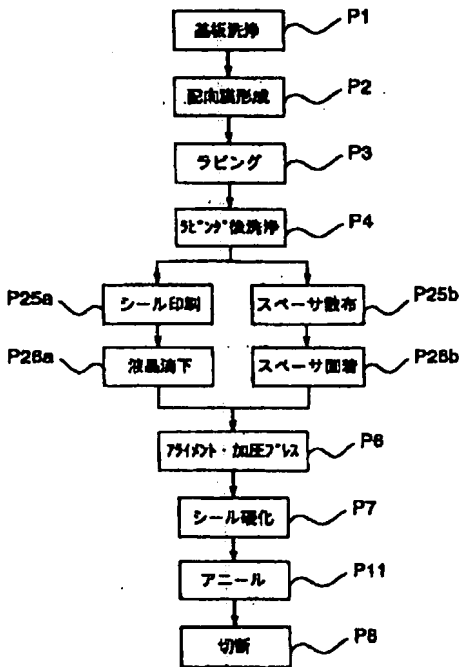 基板洗浄 P1
配向膜形成 P2
ラビング P3
ラビング後洗浄 P4
P25a シール印刷 スペーサ散布 P25b
P26a 液晶滴下 スペーサ固着 P26b
アライメント・加圧プレス P6
シール硬化 P7
アニール P11
切断 P8